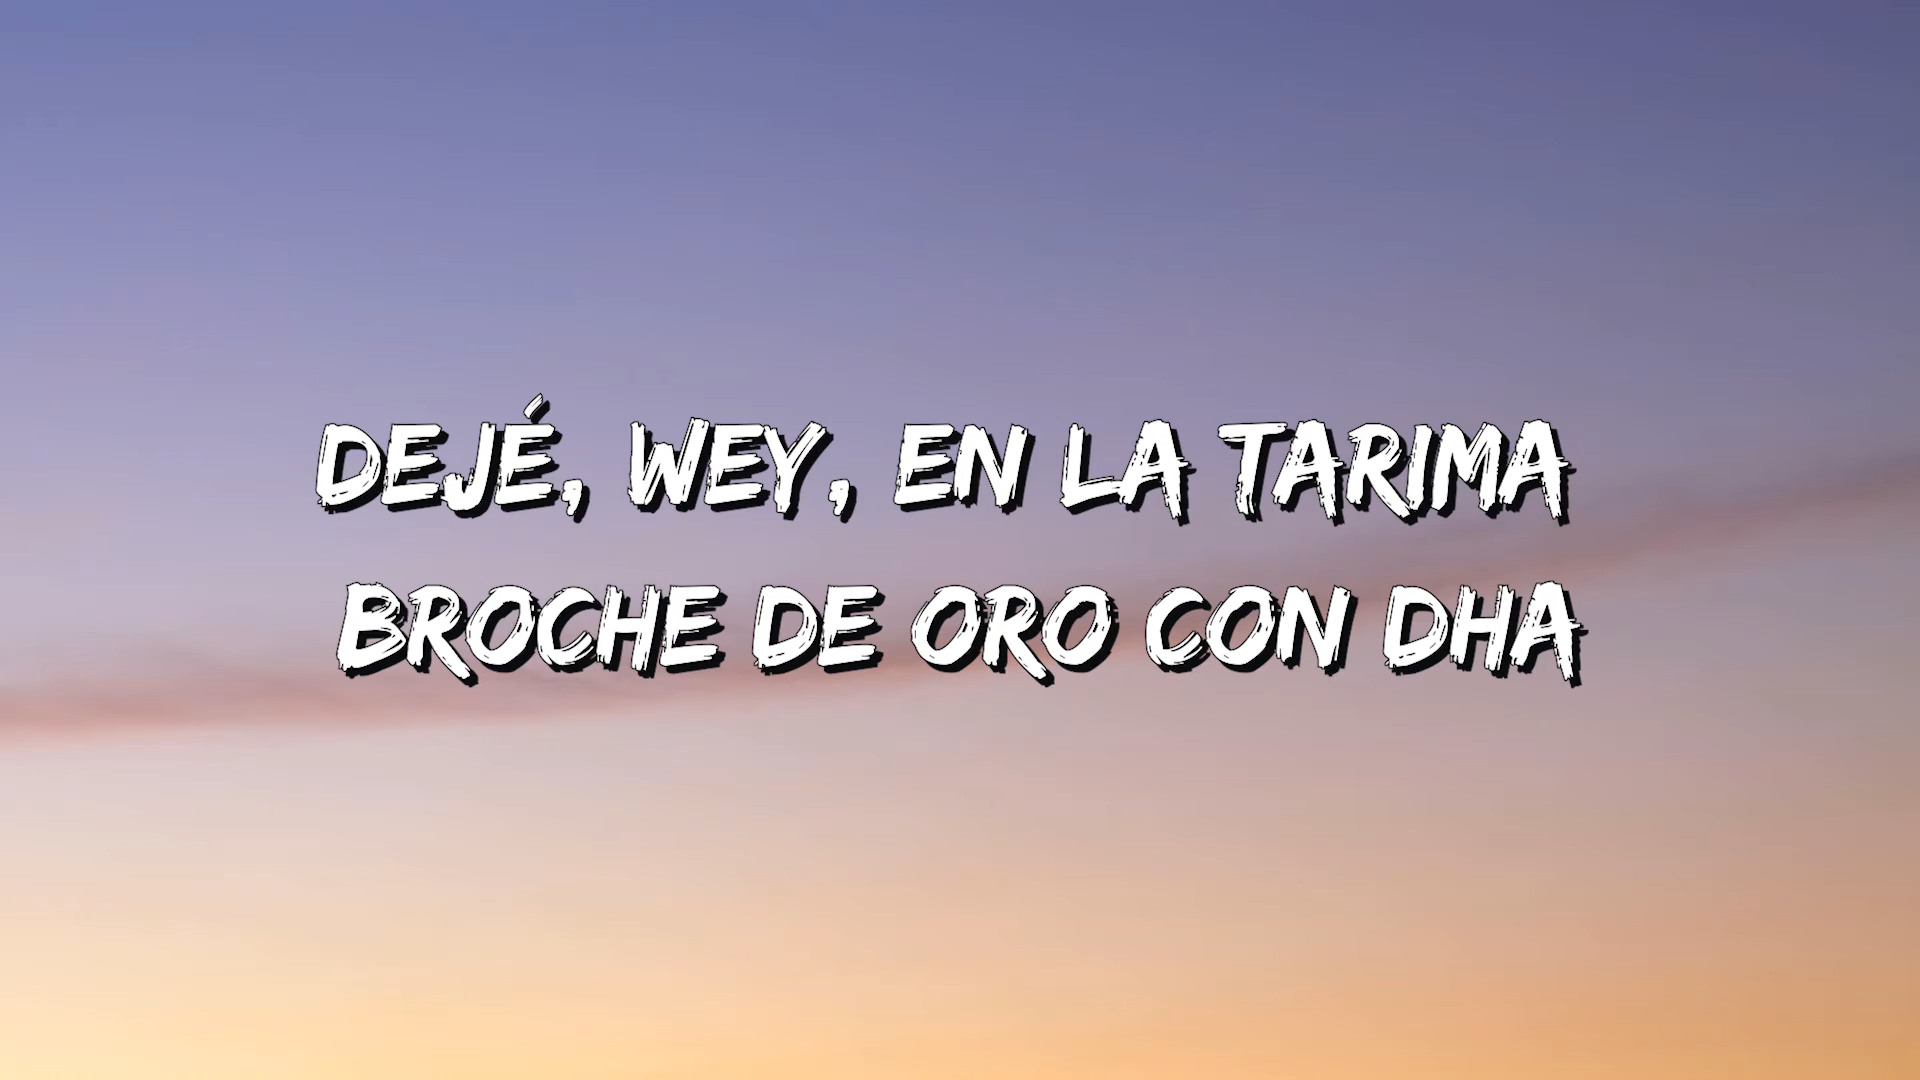 DEJÉ, WEY, EN LA TARIMA
BROCHE DE ORO CON DHA